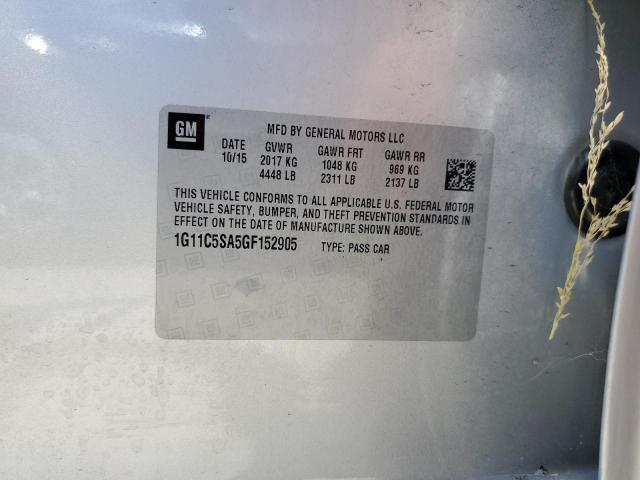 GM
MFD BY GENERAL MOTORS LLC
DATE GVWR GAWR FRT GAWR RR
10/15 2017 KG 1048 KG 969 KG
4448 LB 2311 LB 2137 LB
THIS VEHICLE CONFORMS TO ALL APPLICABLE U.S. FEDERAL MOTOR
VEHICLE SAFETY, BUMPER, AND THEFT PREVENTION STANDARDS IN
EFFECT ON THE DATE OF MANUFACTURE SHOWN ABOVE.
1G11C5SA5GF152905 TYPE: PASS CAR